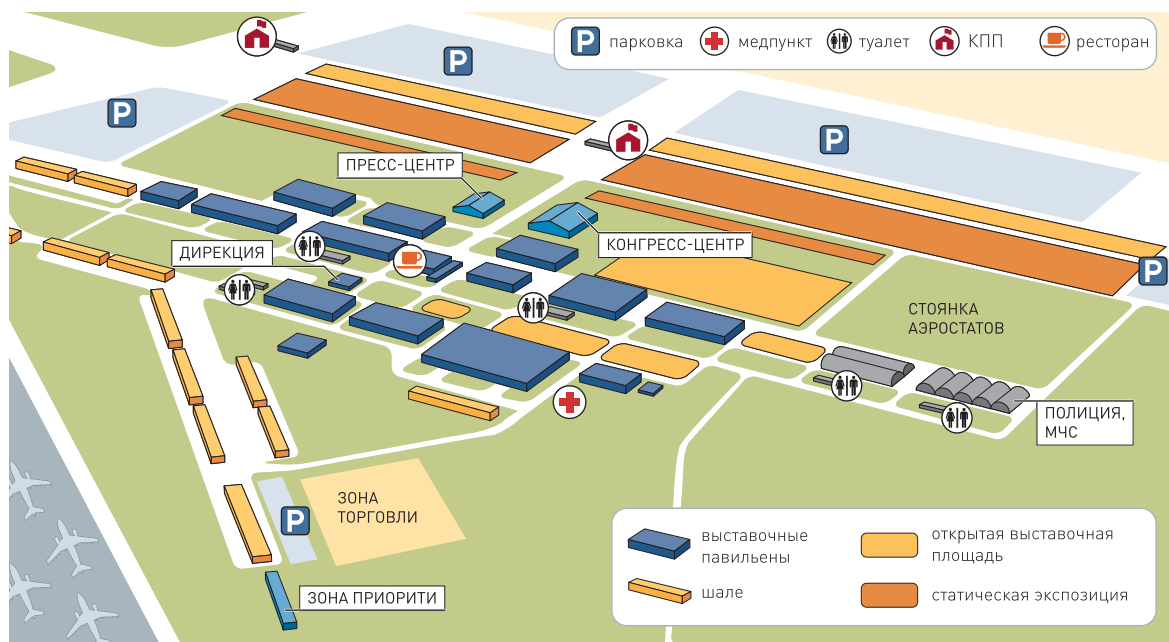 P парковка
медпункт
туалет
КПП
ресторан
P
P
P
P
ПРЕСС-ЦЕНТР
КОНГРЕСС-ЦЕНТР
ДИРЕКЦИЯ
СТОЯНКА
АЭРОСТАТОВ
ПОЛИЦИЯ,
МЧС
ЗОНА
ТОРГОВЛИ
P
ЗОНА ПРИОРИТИ
выставочные
павильены
шале
открытая выставочная
площадь
статическая экспозиция